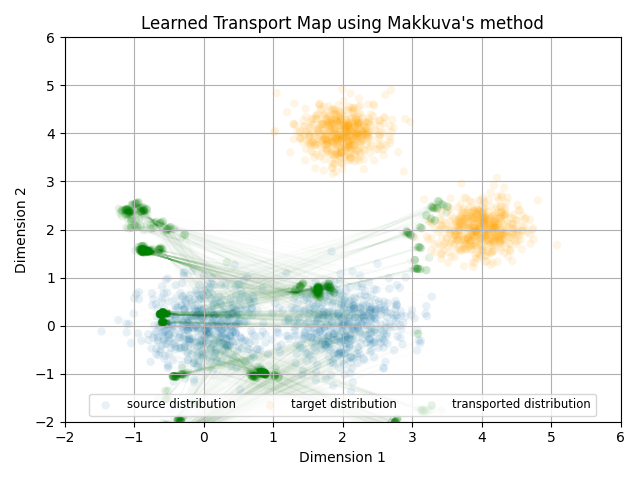 Learned Transport Map using Makkuva's method
Dimension 2
6
5
4
3
2
1
0
−1
−2
−2 −1 0 1 2 3 4 5 6
Dimension 1
source distribution target distribution transported distribution